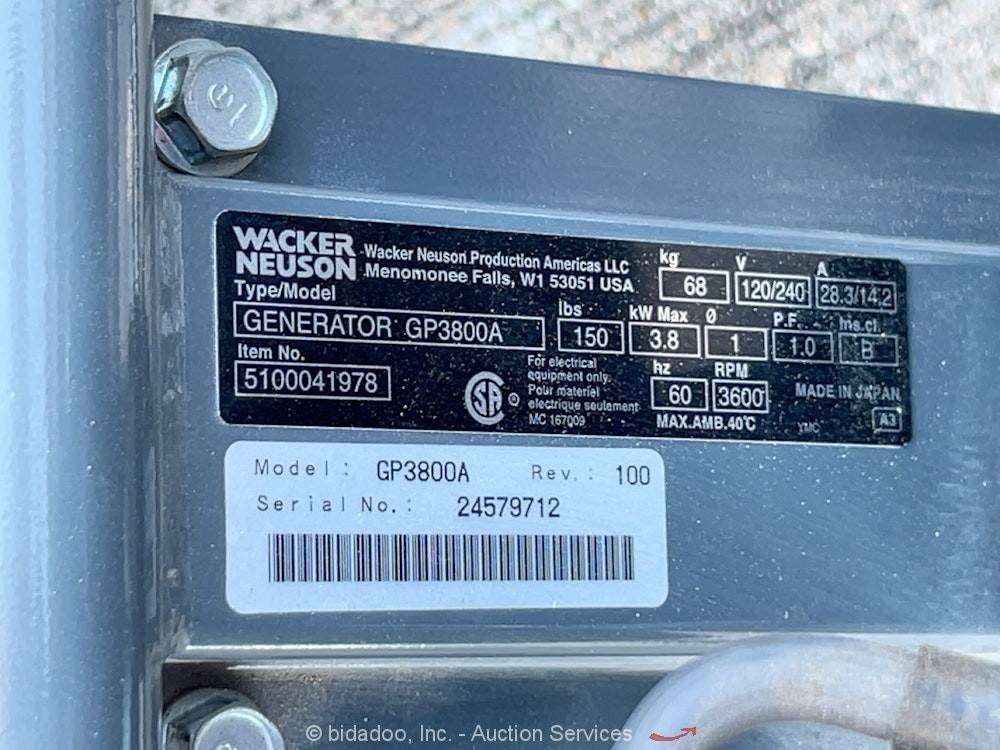 WACKER
NEUSON
Wacker Neuson Production Americas LLC
Menomonee Falls, W1 53051 USA
kg 68
V 120/240
A 28.3/14.2
Type/Model
GENERATOR GP3800A
lbs 150
kW Max 3.8
Ø 1
P.F. 1.0
Ins.cl. B
Item No.
5100041978
SA ®
For electrical
equipment only.
Pour materiel
electrique seulement
MC 167009
hz 60
RPM 3600
MADE IN JAPAN
MAX.AMB.40℃
YMC
A3
Model: GP3800A Rev.: 100
Serial No.: 24579712
© bidadoo, Inc. - Auction Services